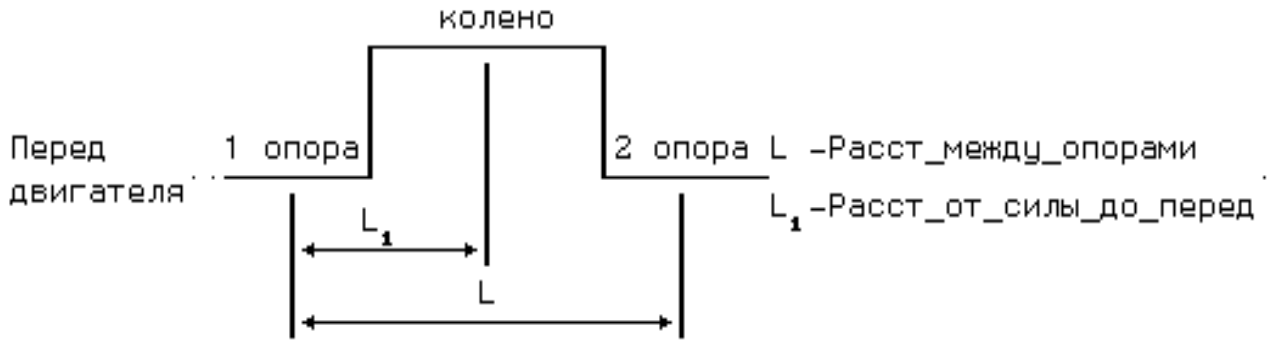 колено
Перед 1 опора 2 опора L -Расст_между_опорами
двигателя L₁-Расст_от_силы_до_перед
L₁
L